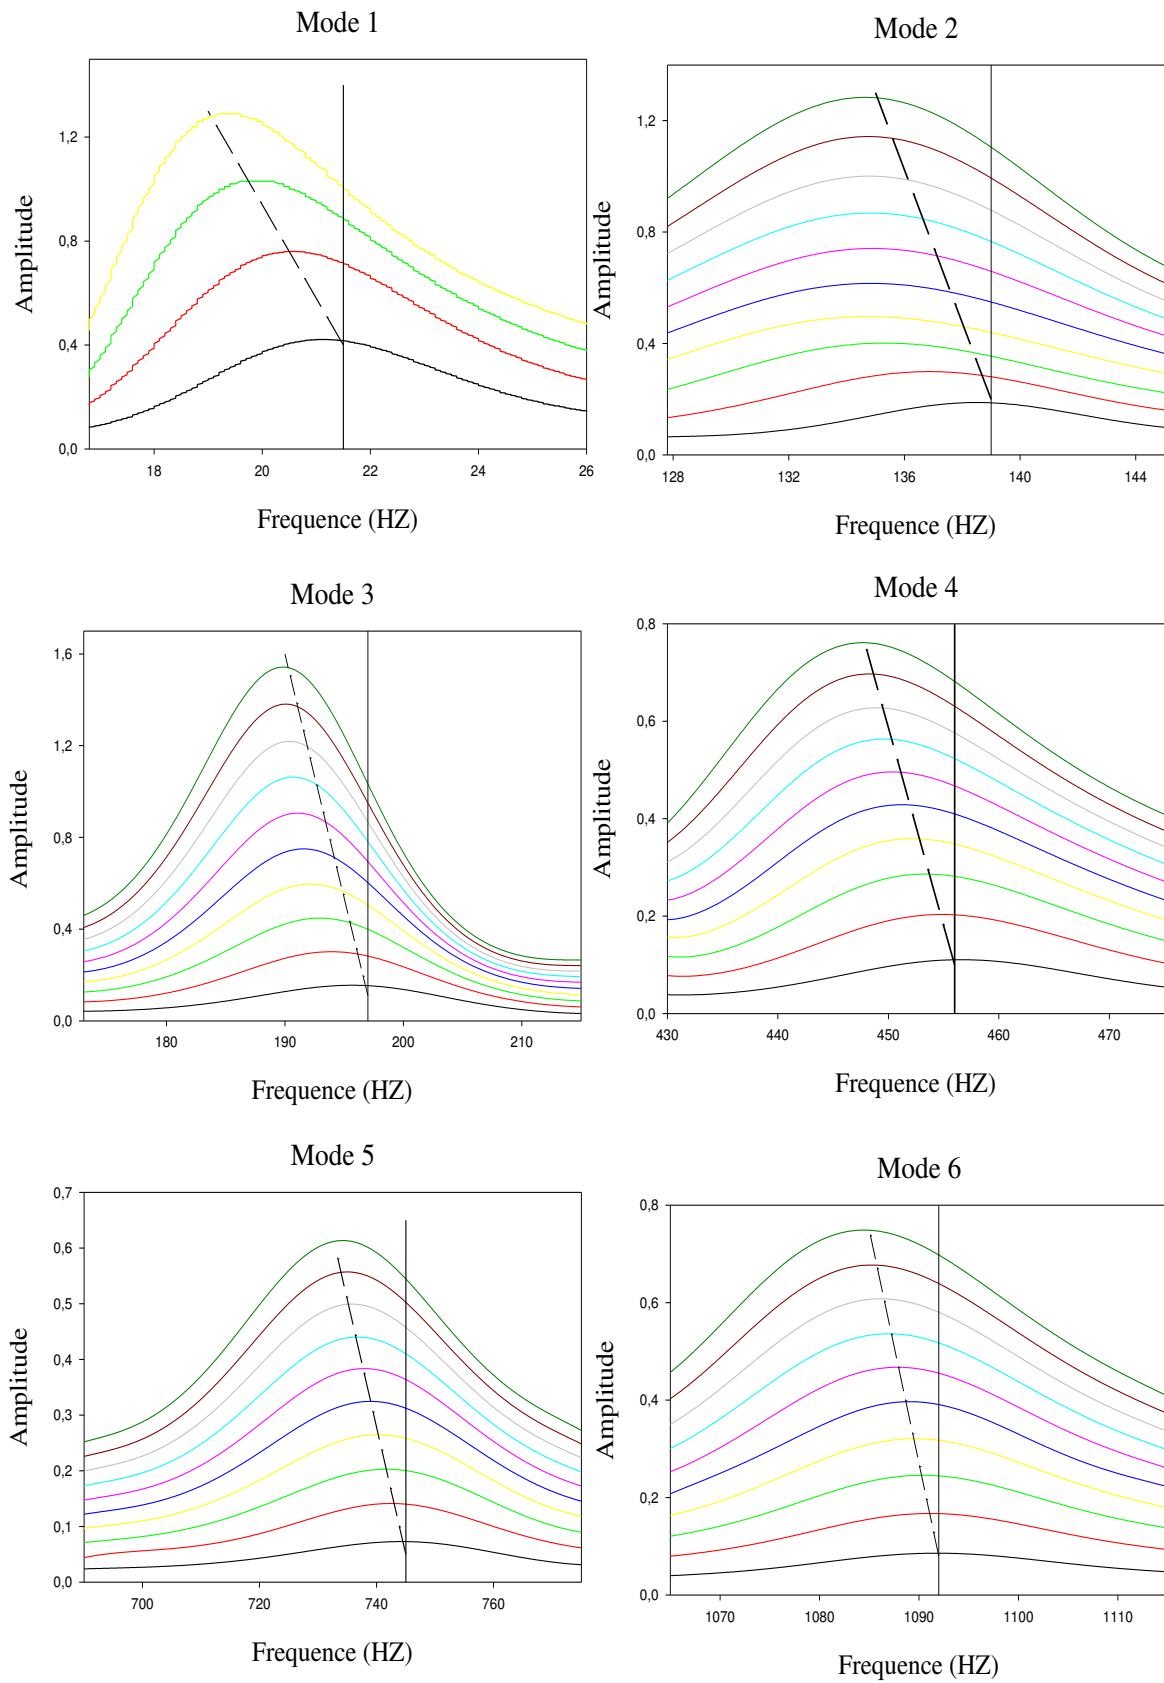 Mode 1
Amplitude
1,2
0,8
0,4
0,0
18 20 22 24 26
Frequence (HZ)
Mode 2
Amplitude
1,2
0,8
0,4
0,0
128 132 136 140 144
Frequence (HZ)
Mode 3
Amplitude
1,6
1,2
0,8
0,4
0,0
180 190 200 210
Frequence (HZ)
Mode 4
Amplitude
0,8
0,6
0,4
0,2
0,0
430 440 450 460 470
Frequence (HZ)
Mode 5
Amplitude
0,7
0,6
0,5
0,4
0,3
0,2
0,1
0,0
700 720 740 760
Frequence (HZ)
Mode 6
Amplitude
0,8
0,6
0,4
0,2
0,0
1070 1080 1090 1100 1110
Frequence (HZ)